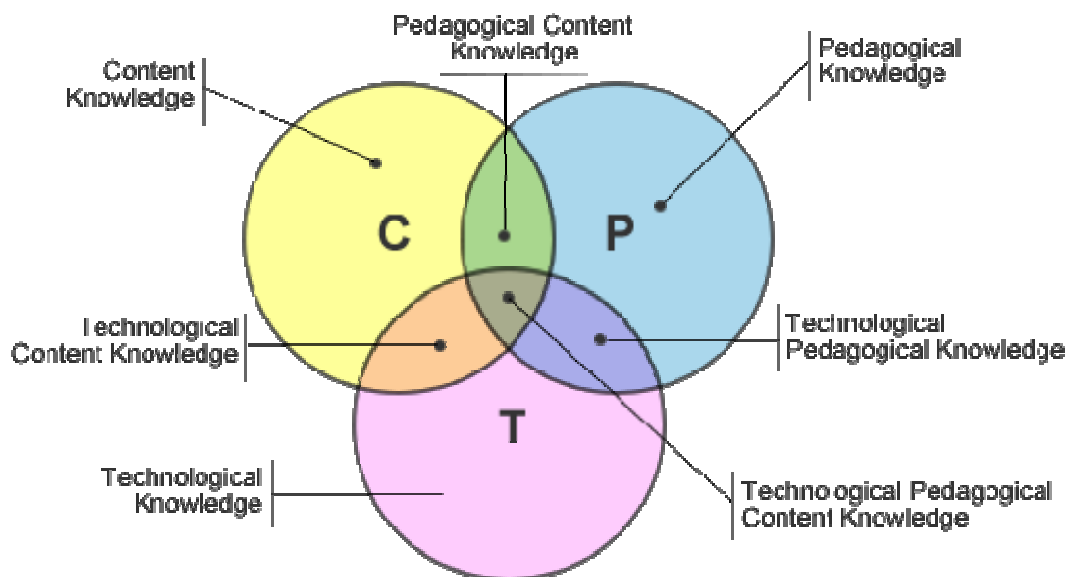 Pedagogical Content
Knowledge
Content
Knowledge
Pedagogical
Knowledge
C
P
Technological
Content Knowledge
Technological
Pedagogical Knowledge
T
Technological
Knowledge
Technological Pedagogical
Content Knowledge